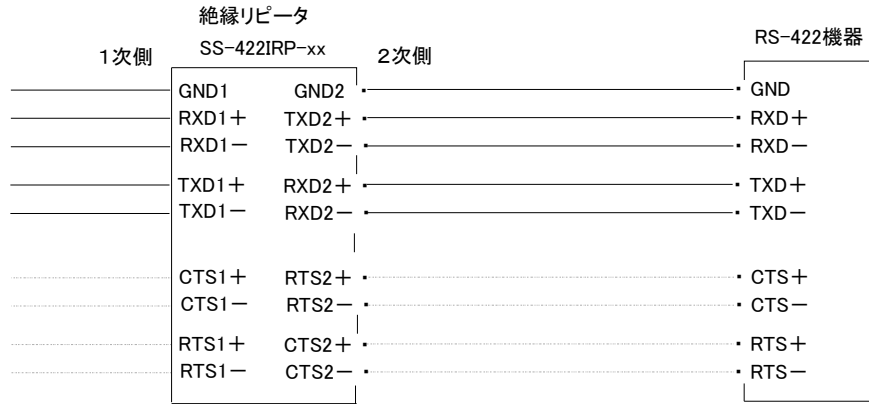 絶縁リピータ
SS-422IRP-xx
1次側
2次側
RS-422機器
GND1 GND2 GND
RXD1+ TXD2+ RXD+
RXD1- TXD2- RXD-
TXD1+ RXD2+ TXD+
TXD1- RXD2- TXD-
CTS1+ RTS2+ CTS+
CTS1- RTS2- CTS-
RTS1+ CTS2+ RTS+
RTS1- CTS2- RTS-